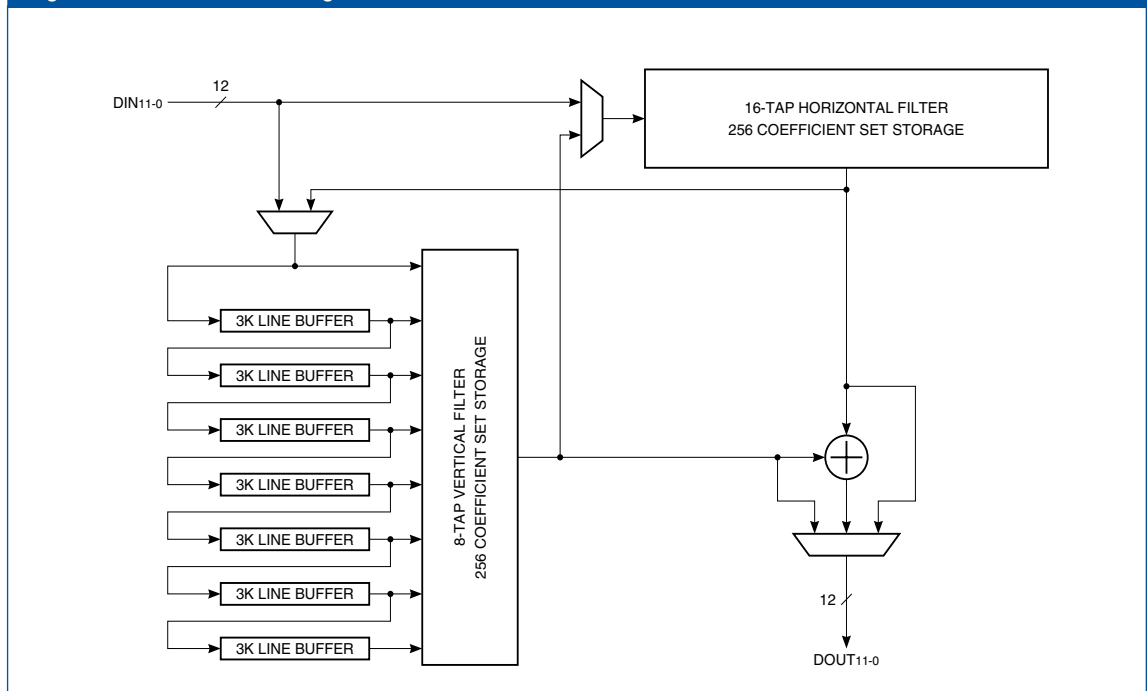 12
DIN11-0
16-TAP HORIZONTAL FILTER
256 COEFFICIENT SET STORAGE
3K LINE BUFFER
3K LINE BUFFER
3K LINE BUFFER
3K LINE BUFFER
3K LINE BUFFER
3K LINE BUFFER
3K LINE BUFFER
8-TAP VERTICAL FILTER
256 COEFFICIENT SET STORAGE
12
DOUT11-0